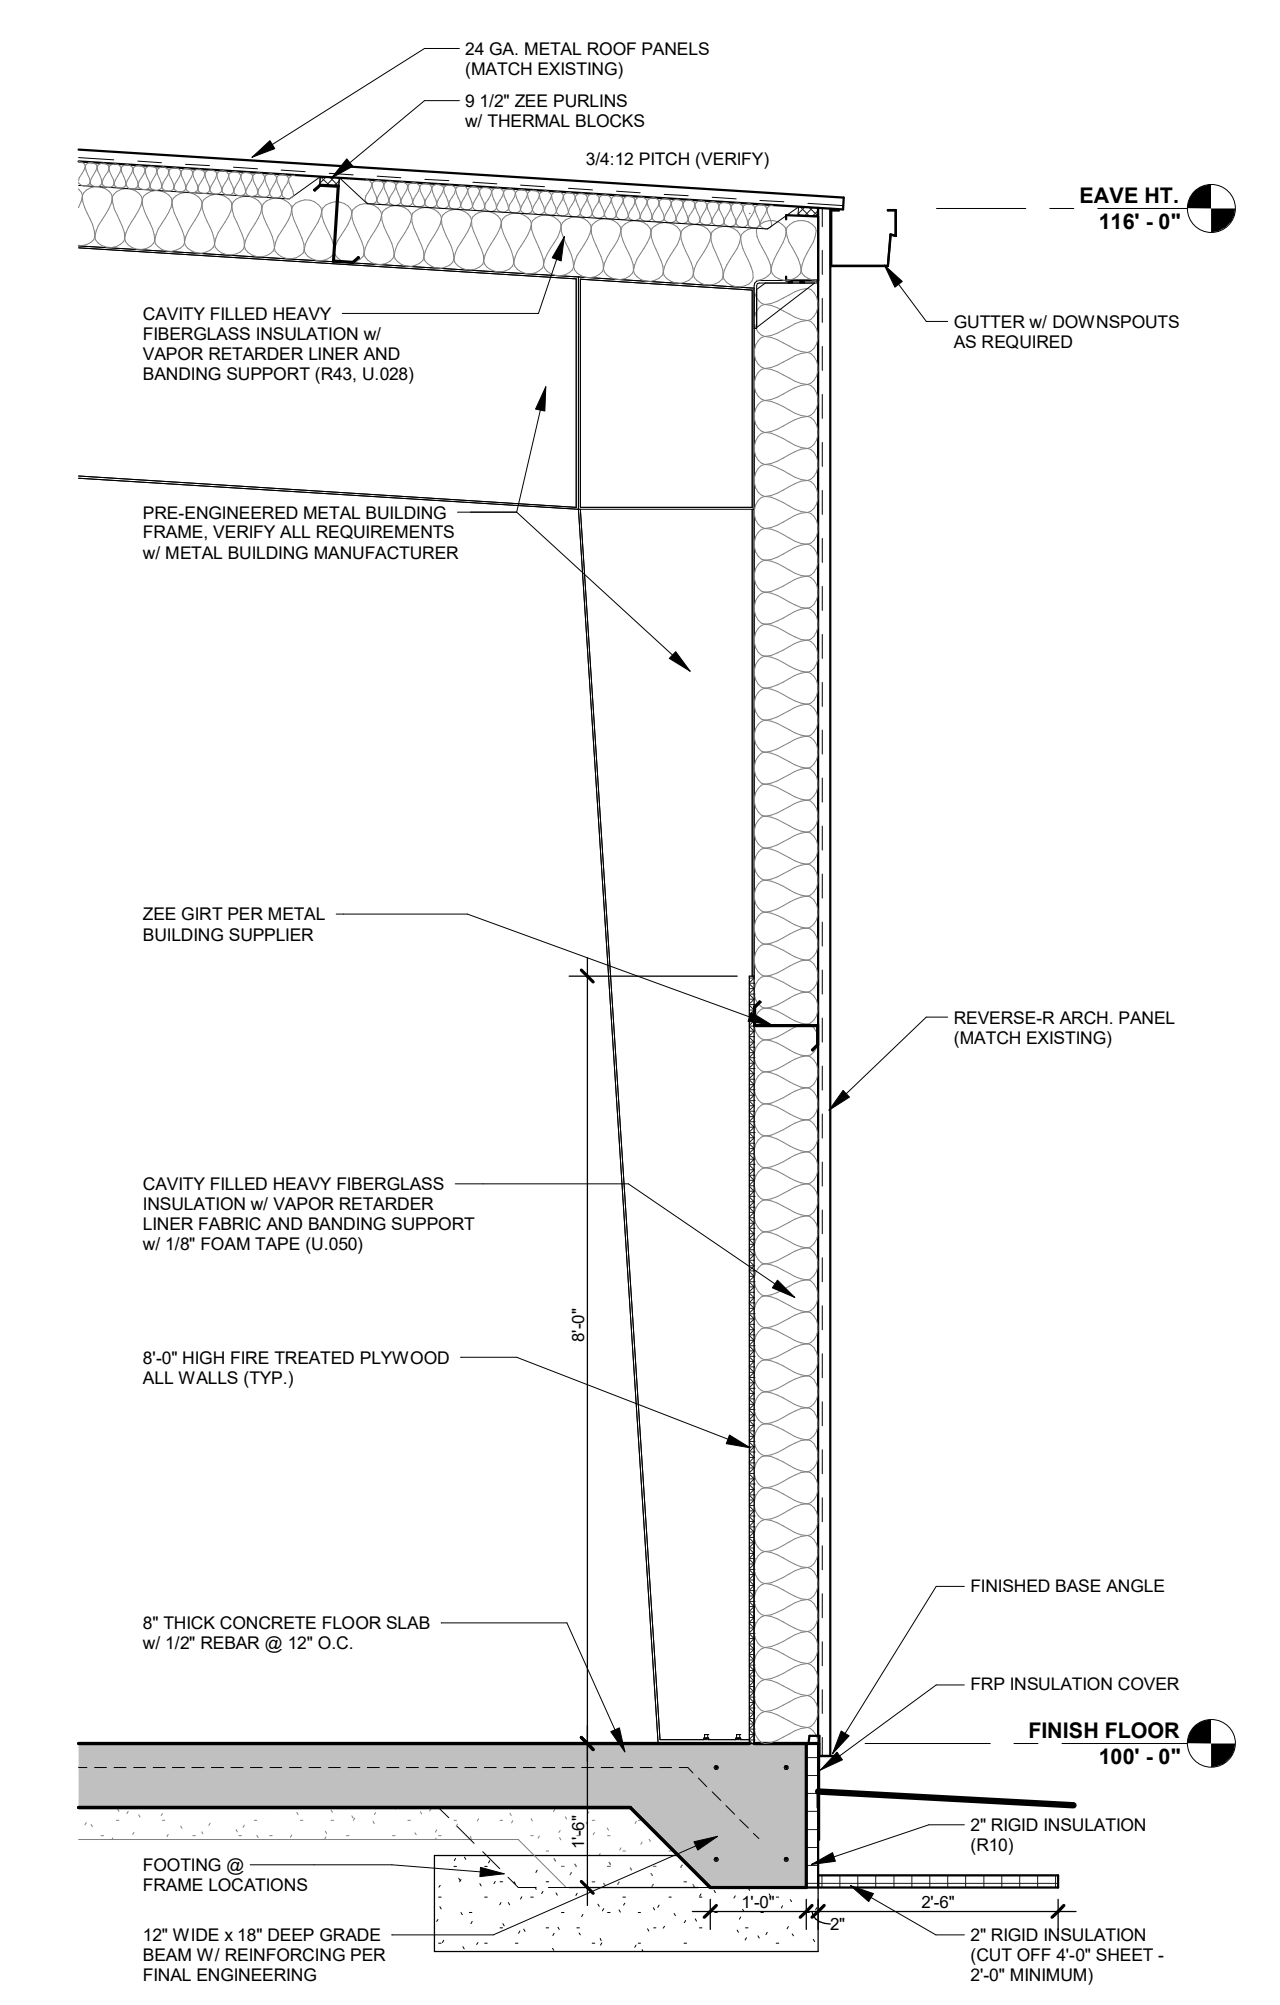 24 GA. METAL ROOF PANELS
(MATCH EXISTING)
9 1/2" ZEE PURLINS
w/ THERMAL BLOCKS
3/4:12 PITCH (VERIFY)
EAVE HT.
116' - 0"
CAVITY FILLED HEAVY
FIBERGLASS INSULATION w/
VAPOR RETARDER LINER AND
BANDING SUPPORT (R43, U.028)
GUTTER w/ DOWNSPOUTS
AS REQUIRED
PRE-ENGINEERED METAL BUILDING
FRAME, VERIFY ALL REQUIREMENTS
w/ METAL BUILDING MANUFACTURER
ZEE GIRT PER METAL
BUILDING SUPPLIER
REVERSE-R ARCH. PANEL
(MATCH EXISTING)
CAVITY FILLED HEAVY FIBERGLASS
INSULATION w/ VAPOR RETARDER
LINER FABRIC AND BANDING SUPPORT
w/ 1/8" FOAM TAPE (U.050)
8'-0"
8'-0" HIGH FIRE TREATED PLYWOOD
ALL WALLS (TYP.)
FINISHED BASE ANGLE
8" THICK CONCRETE FLOOR SLAB
w/ 1/2" REBAR @ 12" O.C.
FRP INSULATION COVER
FINISH FLOOR
100' - 0"
1'-6"
2" RIGID INSULATION
(R10)
FOOTING @
FRAME LOCATIONS
1'-0"
2"
2'-6"
12" WIDE x 18" DEEP GRADE
BEAM W/ REINFORCING PER
FINAL ENGINEERING
2" RIGID INSULATION
(CUT OFF 4'-0" SHEET -
2'-0" MINIMUM)